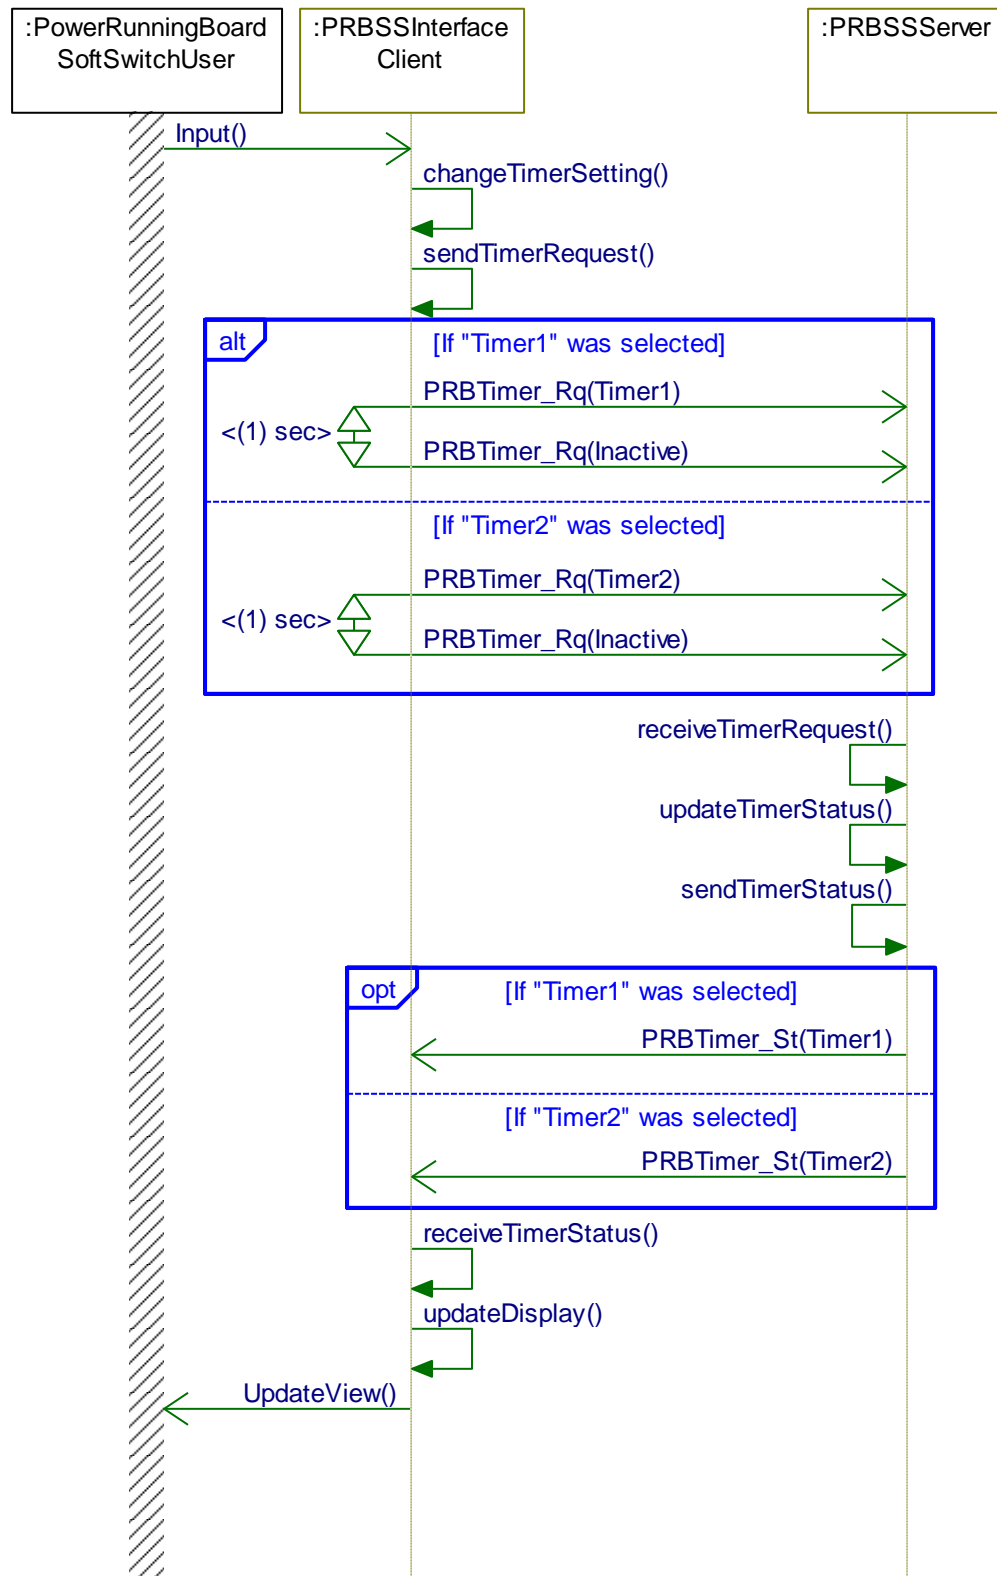 :PowerRunningBoard
SoftSwitchUser
:PRBSSInterface
Client
:PRBSSServer
Input()
changeTimerSetting()
sendTimerRequest()
alt
[If "Timer1" was selected]
PRBTimer_Rq(Timer1)
<(1) sec>
PRBTimer_Rq(Inactive)
[If "Timer2" was selected]
PRBTimer_Rq(Timer2)
<(1) sec>
PRBTimer_Rq(Inactive)
receiveTimerRequest()
updateTimerStatus()
sendTimerStatus()
opt
[If "Timer1" was selected]
PRBTimer_St(Timer1)
[If "Timer2" was selected]
PRBTimer_St(Timer2)
receiveTimerStatus()
updateDisplay()
UpdateView()